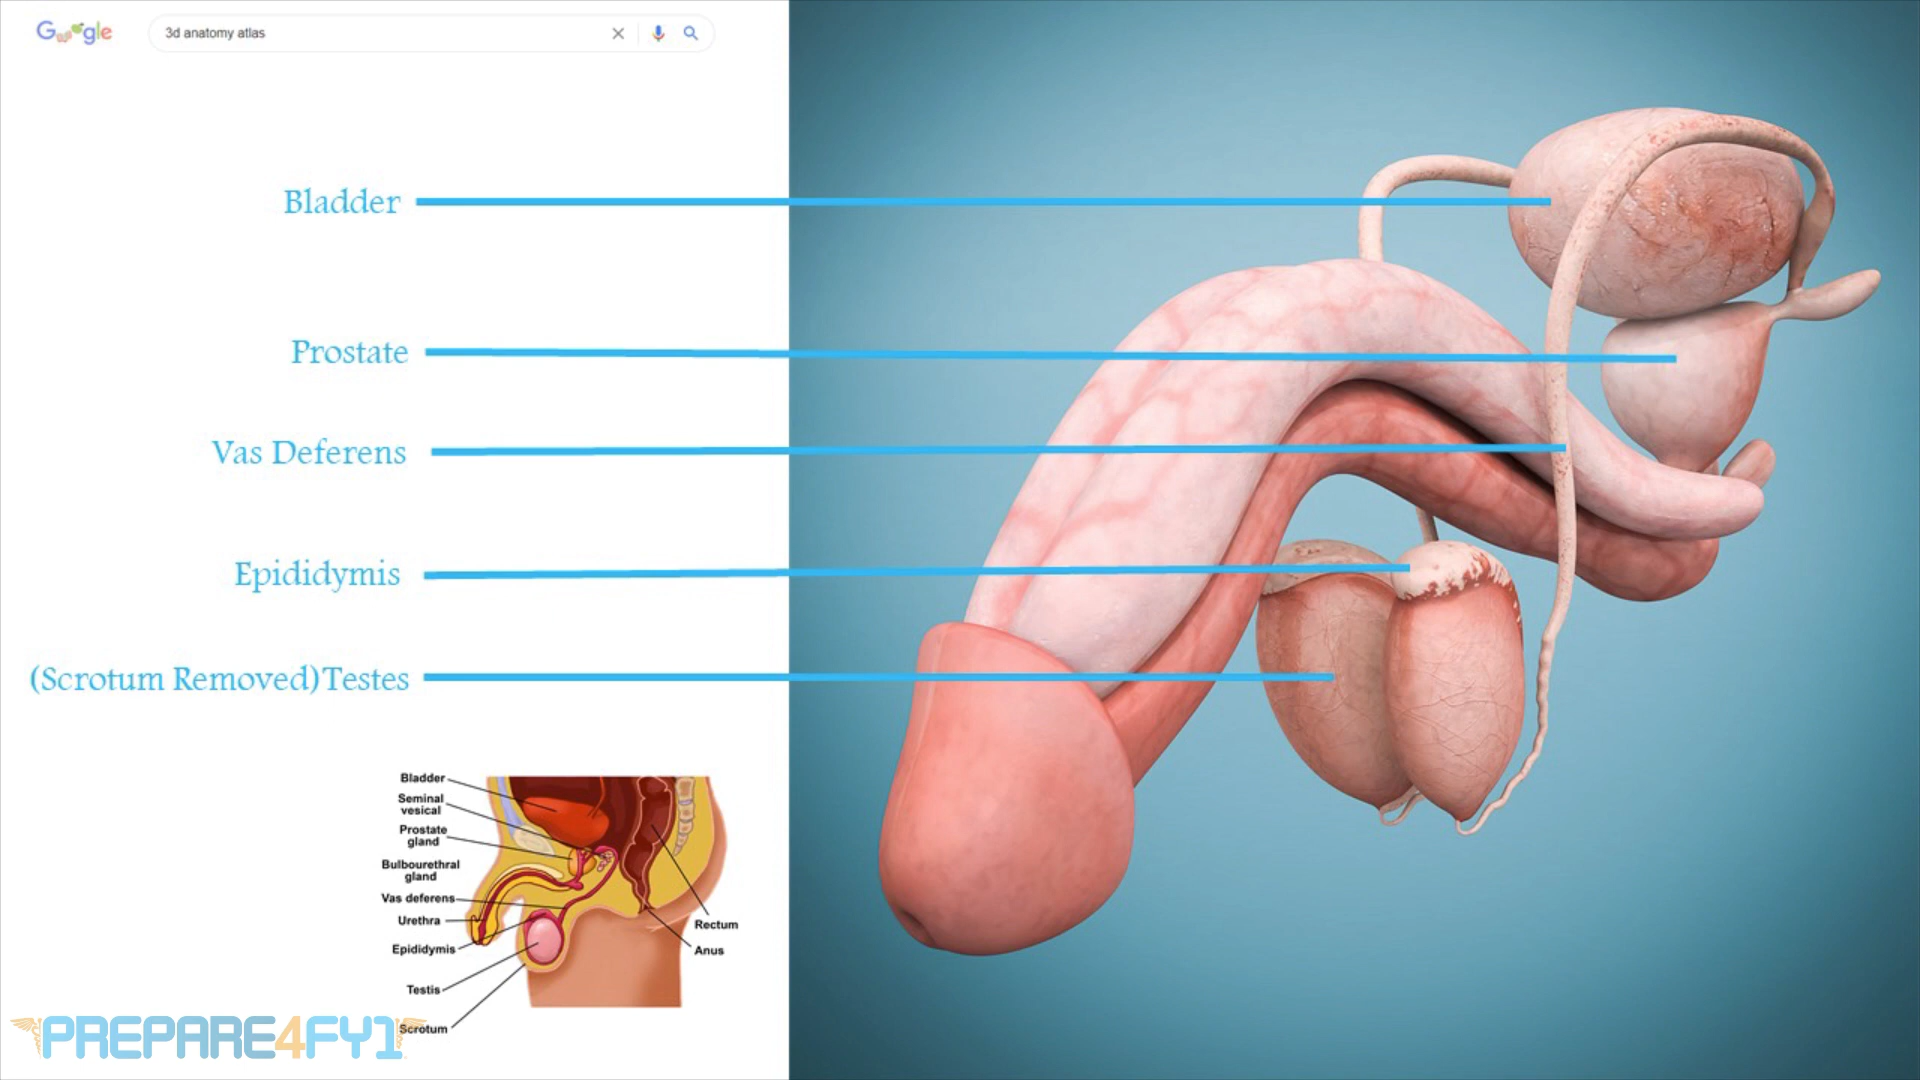 Google
3d anatomy atlas
Bladder
Prostate
Vas Deferens
Epididymis
(Scrotum Removed)Testes
Bladder
Seminal
vesical
Prostate
gland
Bulbourethral
gland
Vas deferens
Urethra
Epididymis
Testis
Scrotum
Rectum
Anus
PREPARE4FY1